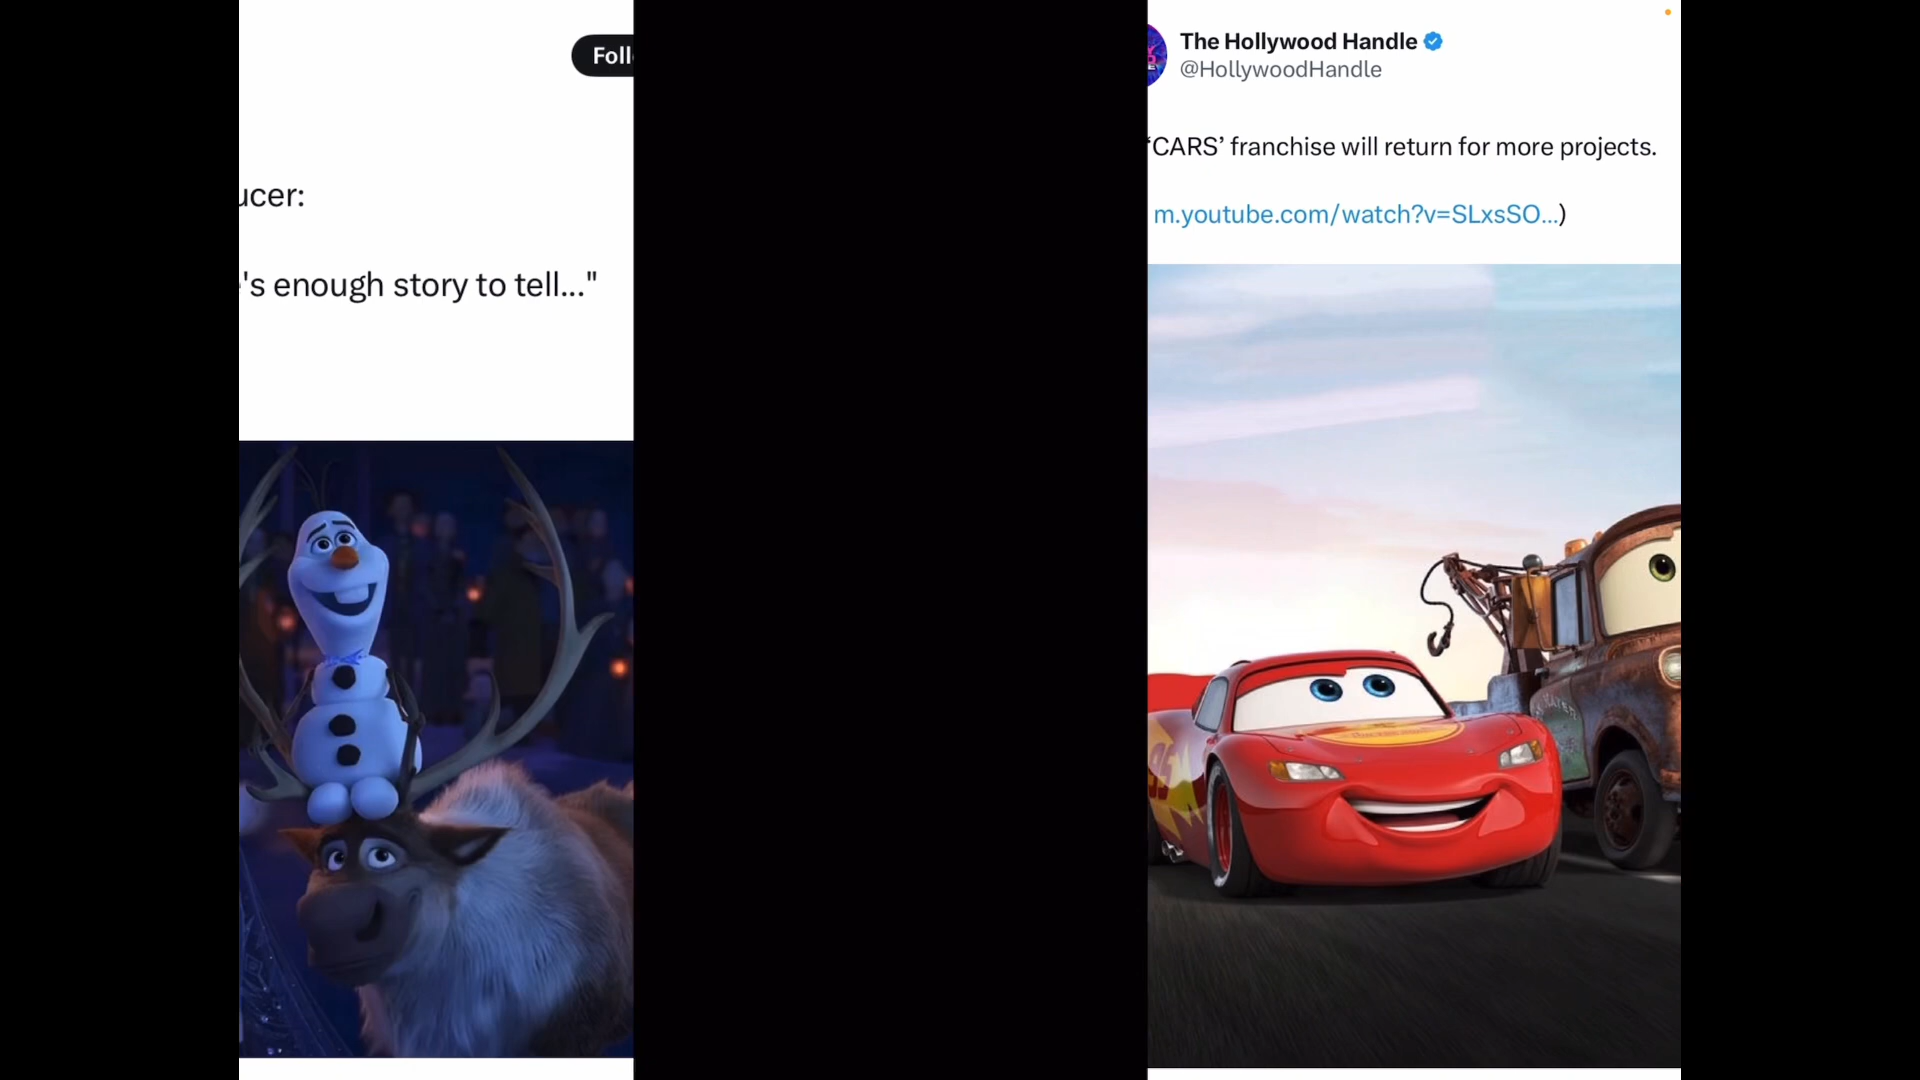 Foll
ucer:
's enough story to tell..."
The Hollywood Handle
@HollywoodHandle
‘CARS’ franchise will return for more projects.
m.youtube.com/watch?v=SLxsSO...)
95